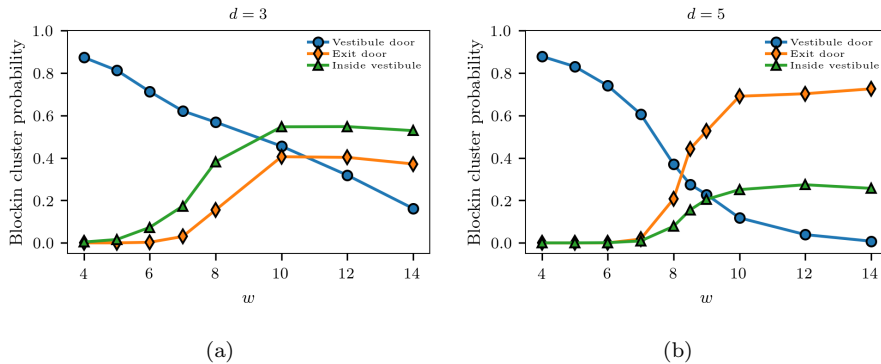 d = 3
Blockin cluster probability
1.0
0.8
0.6
0.4
0.2
0.0
Vestibule door
Exit door
Inside vestibule
4 6 8 10 12 14
w
(a)
d = 5
Blockin cluster probability
1.0
0.8
0.6
0.4
0.2
0.0
Vestibule door
Exit door
Inside vestibule
4 6 8 10 12 14
w
(b)